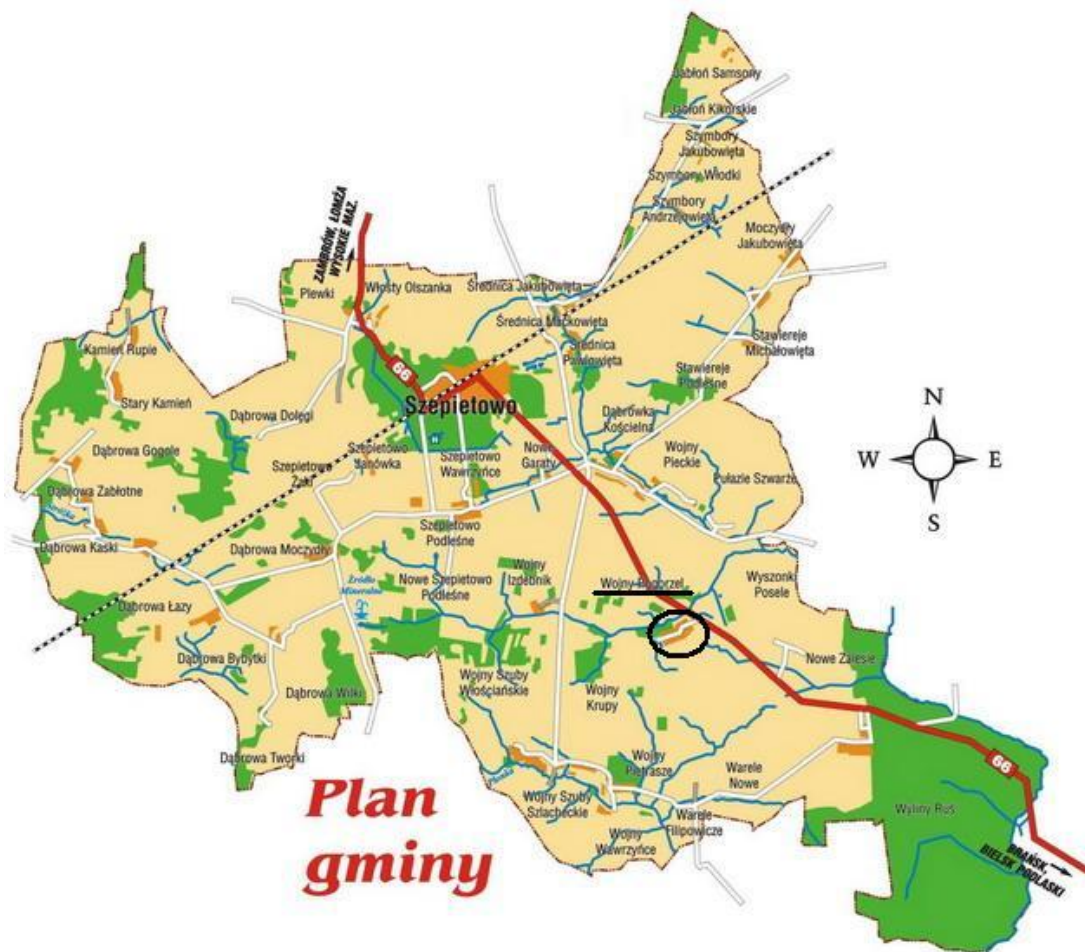 Jabłoń Samsony
Jabłoń Kikorskie
Szymbory
Jakubowięta
Szymbory Włodki
Szymbory
Andrzejowięta
Moczydły
Jakubowięta
ZAMBRÓW, ŁOMŻA
WYSOKIE MAZ.
Plewki
Włosty Olszanka
Średnica Jakubowięta
Średnica Maćkowięta
Średnica
Pawłowięta
Stawiereje
Michałowięta
Stawiereje
Podleśne
Kamień Rupie
66
Stary Kamień
Szepietowo
Dąbrowa Dołęgi
Dąbrówka
Kościelna
N
W
E
S
Dąbrowa Gogole
Szepietowo
Janówka
Szepietowo
Wawrzyńce
Nowe
Garaty
Wojny
Pieckie
Szepietowo
Żaki
Pułazie Szwarze
Dąbrowa Zabłotne
Dąbrowa Kaski
Szepietowo
Podleśne
Dąbrowa Moczydły
Źródło
Mineralne
Nowe Szepietowo
Podleśne
Wojny
Izdebnik
Wojny Pogorzel
Wyszonki
Posele
Dąbrowa Łazy
Dąbrowa Bybytki
Nowe Zalesie
Wojny Szuby
Włościańskie
Wojny
Krupy
Dąbrowa Wilki
Dąbrowa Tworki
Wojny
Pietrasze
Warele
Nowe
66
Płonka
Wojny Szuby
Szlacheckie
Warele
Filipowicze
Wyliny Ruś
Wojny
Wawrzyńce
BRAŃSK,
BIELSK PODLASKI
Plan
gminy